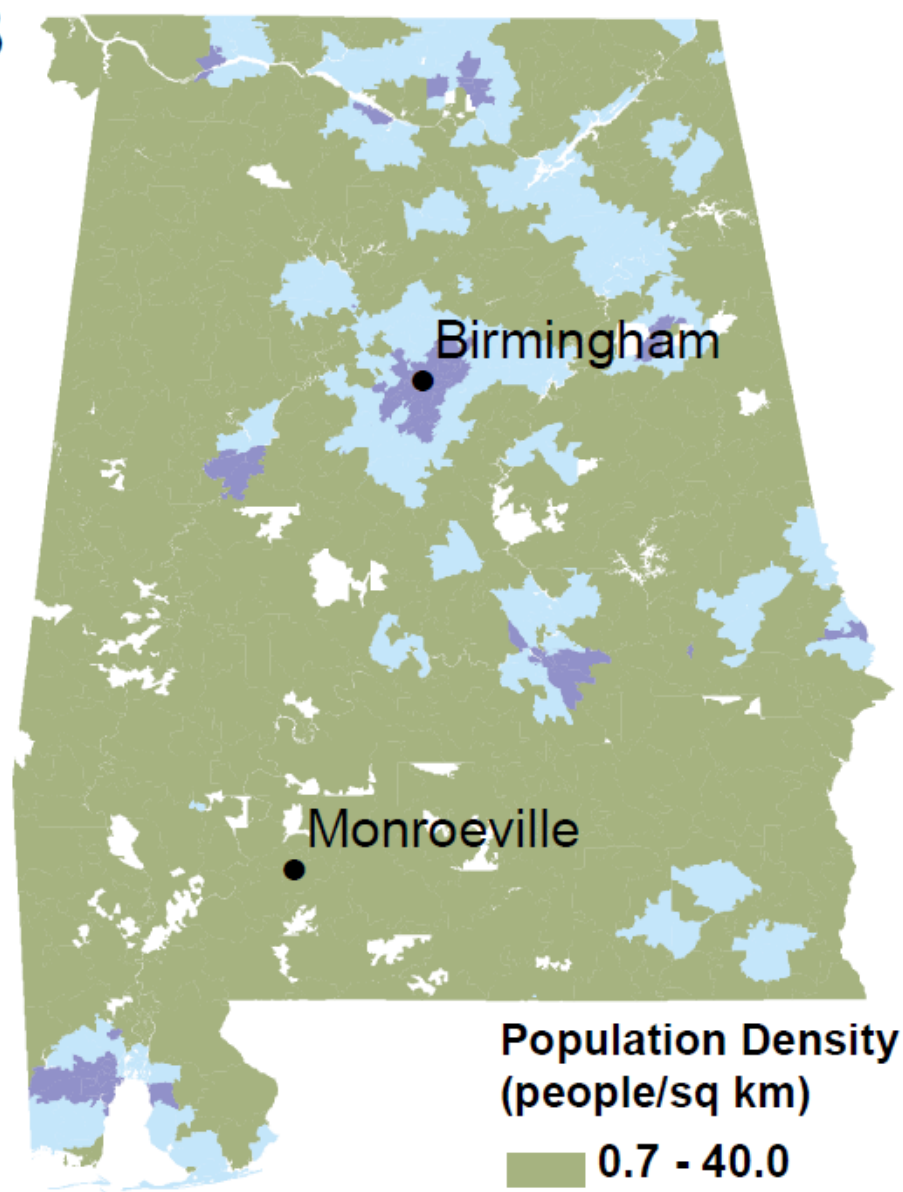 Birmingham
Monroeville
Population Density
(people/sq km)
0.7 - 40.0